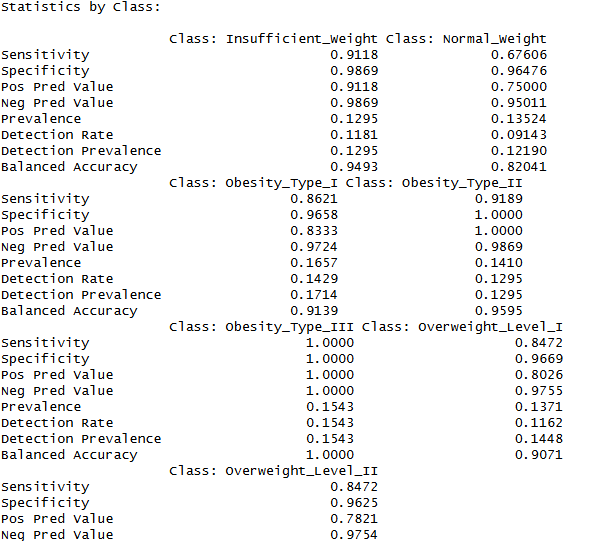 Statistics by Class:
Class: Insufficient_Weight Class: Normal_Weight
Sensitivity 0.9118 0.67606
Specificity 0.9869 0.96476
Pos Pred Value 0.9118 0.75000
Neg Pred Value 0.9869 0.95011
Prevalence 0.1295 0.13524
Detection Rate 0.1181 0.09143
Detection Prevalence 0.1295 0.12190
Balanced Accuracy 0.9493 0.82041
Class: Obesity_Type_I Class: Obesity_Type_II
Sensitivity 0.8621 0.9189
Specificity 0.9658 1.0000
Pos Pred Value 0.8333 1.0000
Neg Pred Value 0.9724 0.9869
Prevalence 0.1657 0.1410
Detection Rate 0.1429 0.1295
Detection Prevalence 0.1714 0.1295
Balanced Accuracy 0.9139 0.9595
Class: Obesity_Type_III Class: Overweight_Level_I
Sensitivity 1.0000 0.8472
Specificity 1.0000 0.9669
Pos Pred Value 1.0000 0.8026
Neg Pred Value 1.0000 0.9755
Prevalence 0.1543 0.1371
Detection Rate 0.1543 0.1162
Detection Prevalence 0.1543 0.1448
Balanced Accuracy 1.0000 0.9071
Class: Overweight_Level_II
Sensitivity 0.8472
Specificity 0.9625
Pos Pred Value 0.7821
Neg Pred Value 0.9754